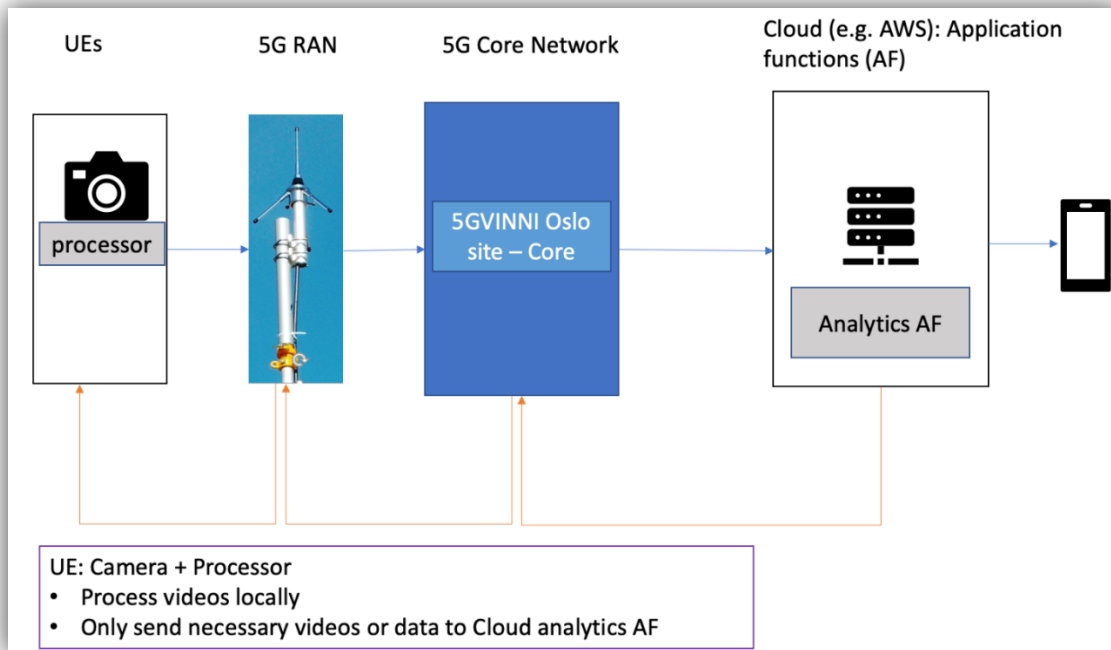 UEs
5G RAN
5G Core Network
Cloud (e.g. AWS): Application
functions (AF)
processor
5GVINNI Oslo
site – Core
Analytics AF
UE: Camera + Processor
• Process videos locally
• Only send necessary videos or data to Cloud analytics AF